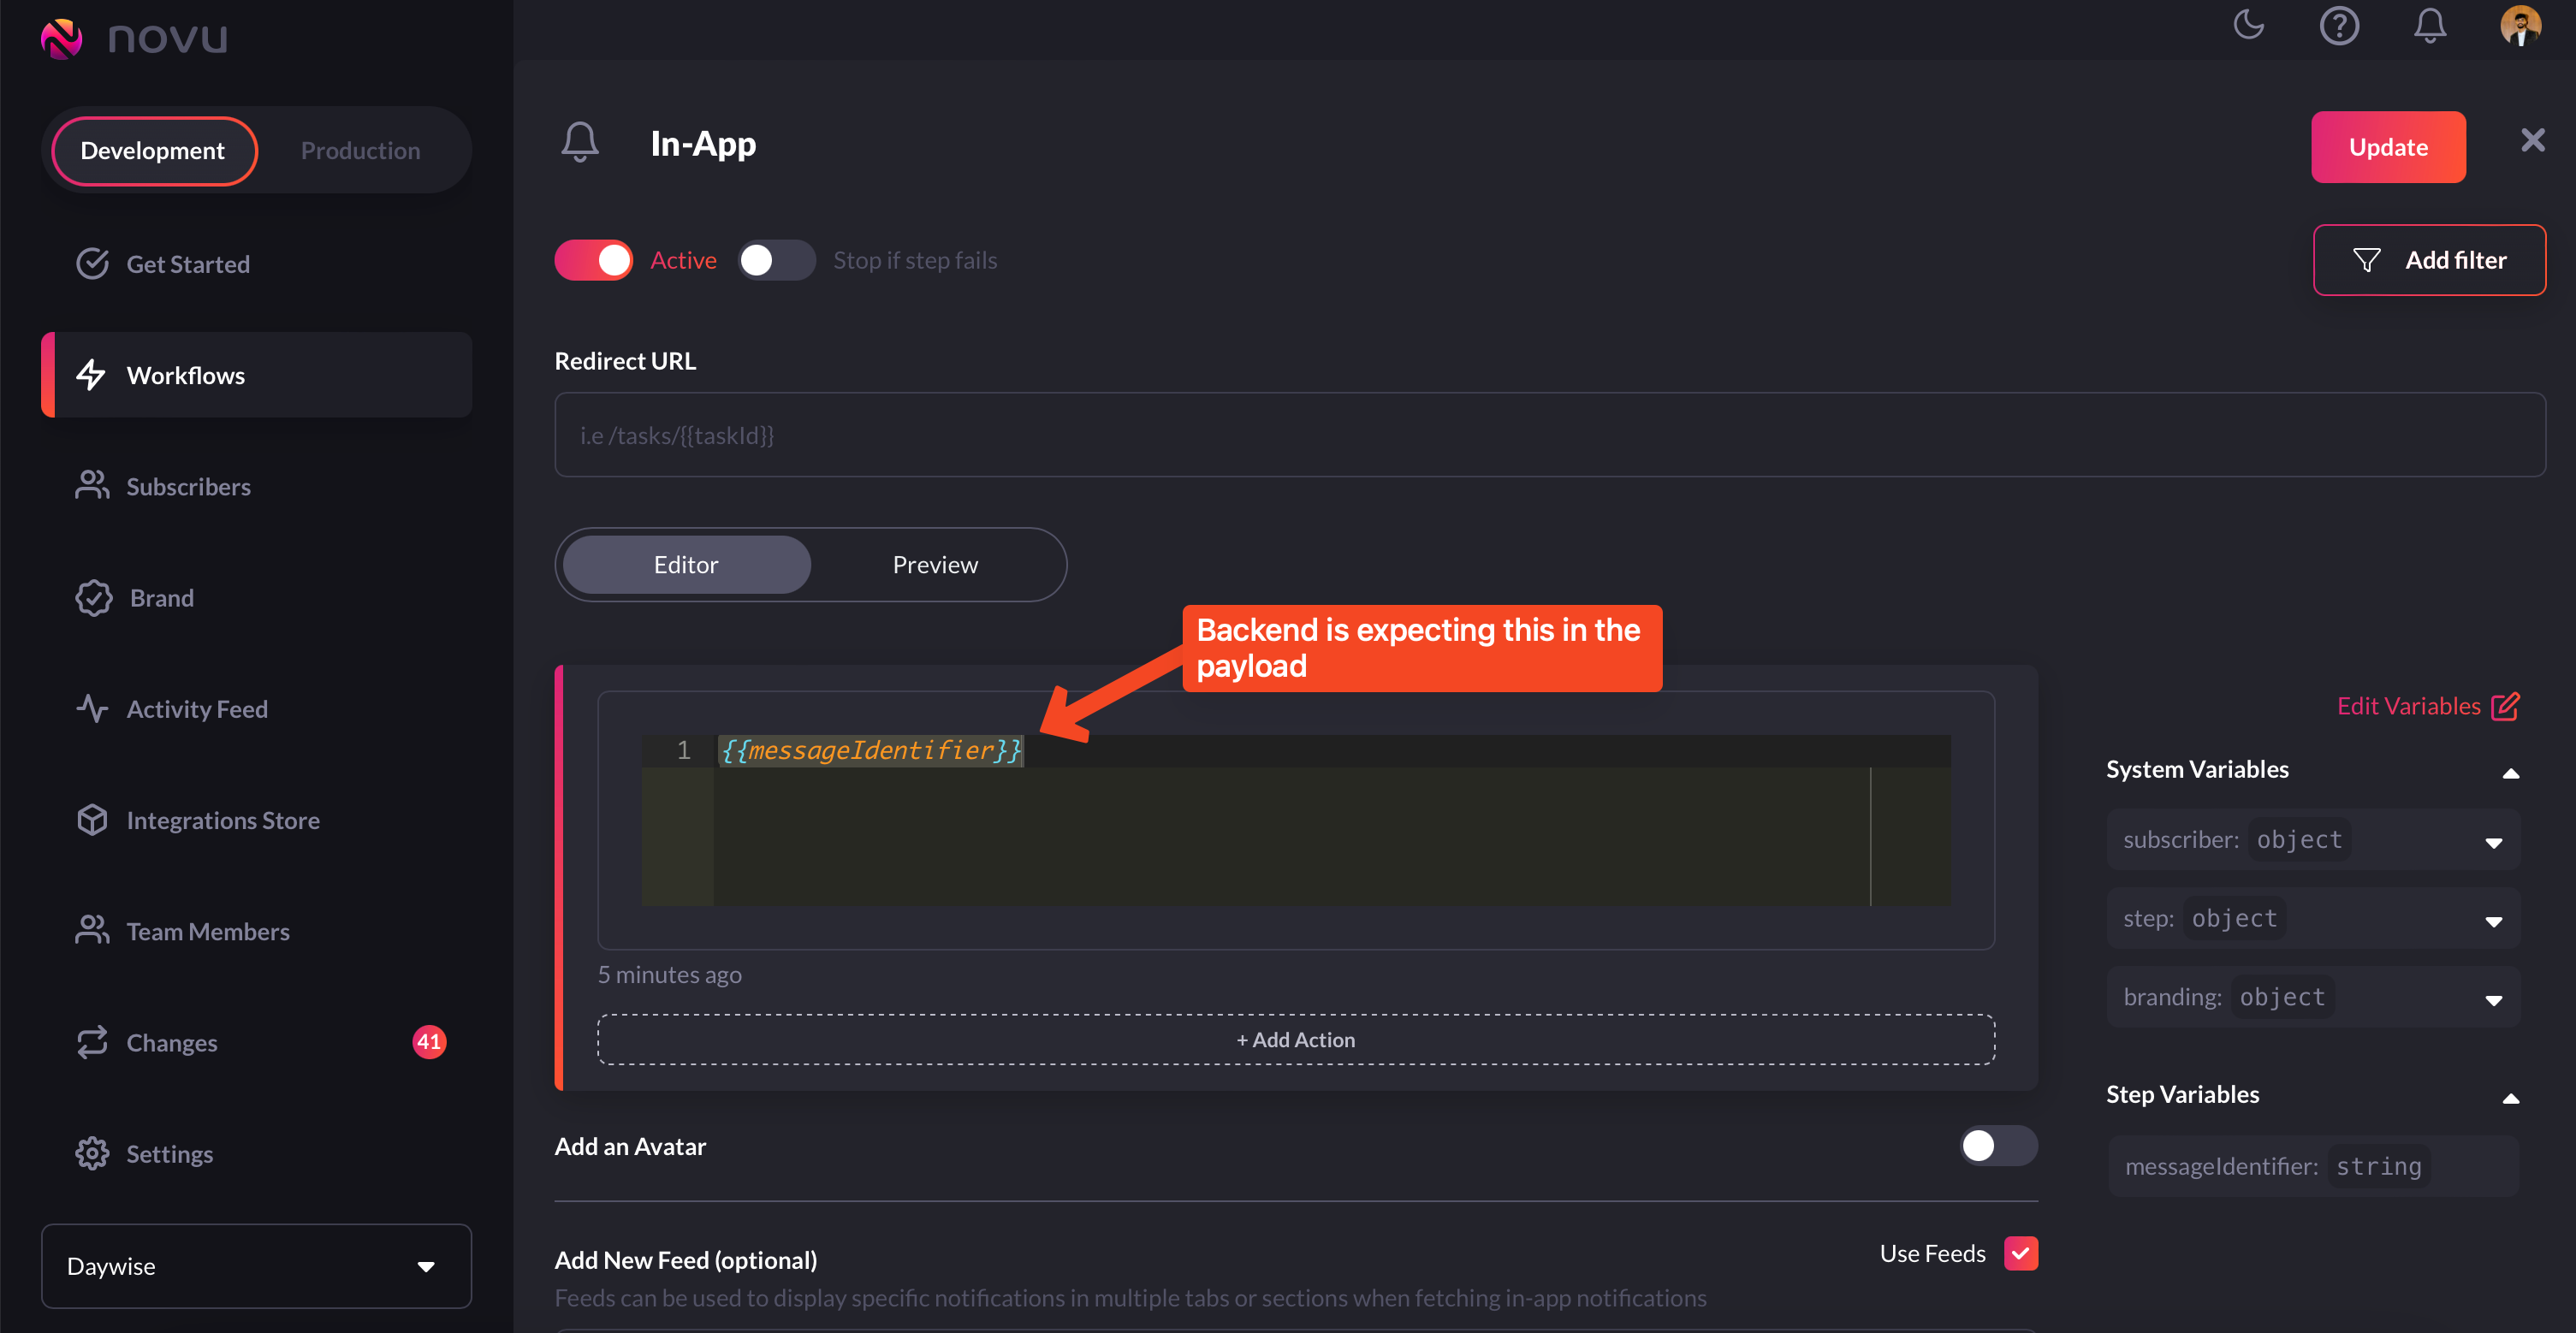 novu
Development
Production
Get Started
Workflows
Subscribers
Brand
Activity Feed
Integrations Store
Team Members
Changes
41
Settings
Daywise
In-App
Update
Active
Stop if step fails
Add filter
Redirect URL
i.e /tasks/{{taskId}}
Editor
Preview
Backend is expecting this in the
payload
1 {{messageIdentifier}}
5 minutes ago
+ Add Action
Edit Variables
System Variables
subscriber: object
step: object
branding: object
Step Variables
messageIdentifier: string
Add an Avatar
Add New Feed (optional)
Use Feeds
Feeds can be used to display specific notifications in multiple tabs or sections when fetching in-app notifications